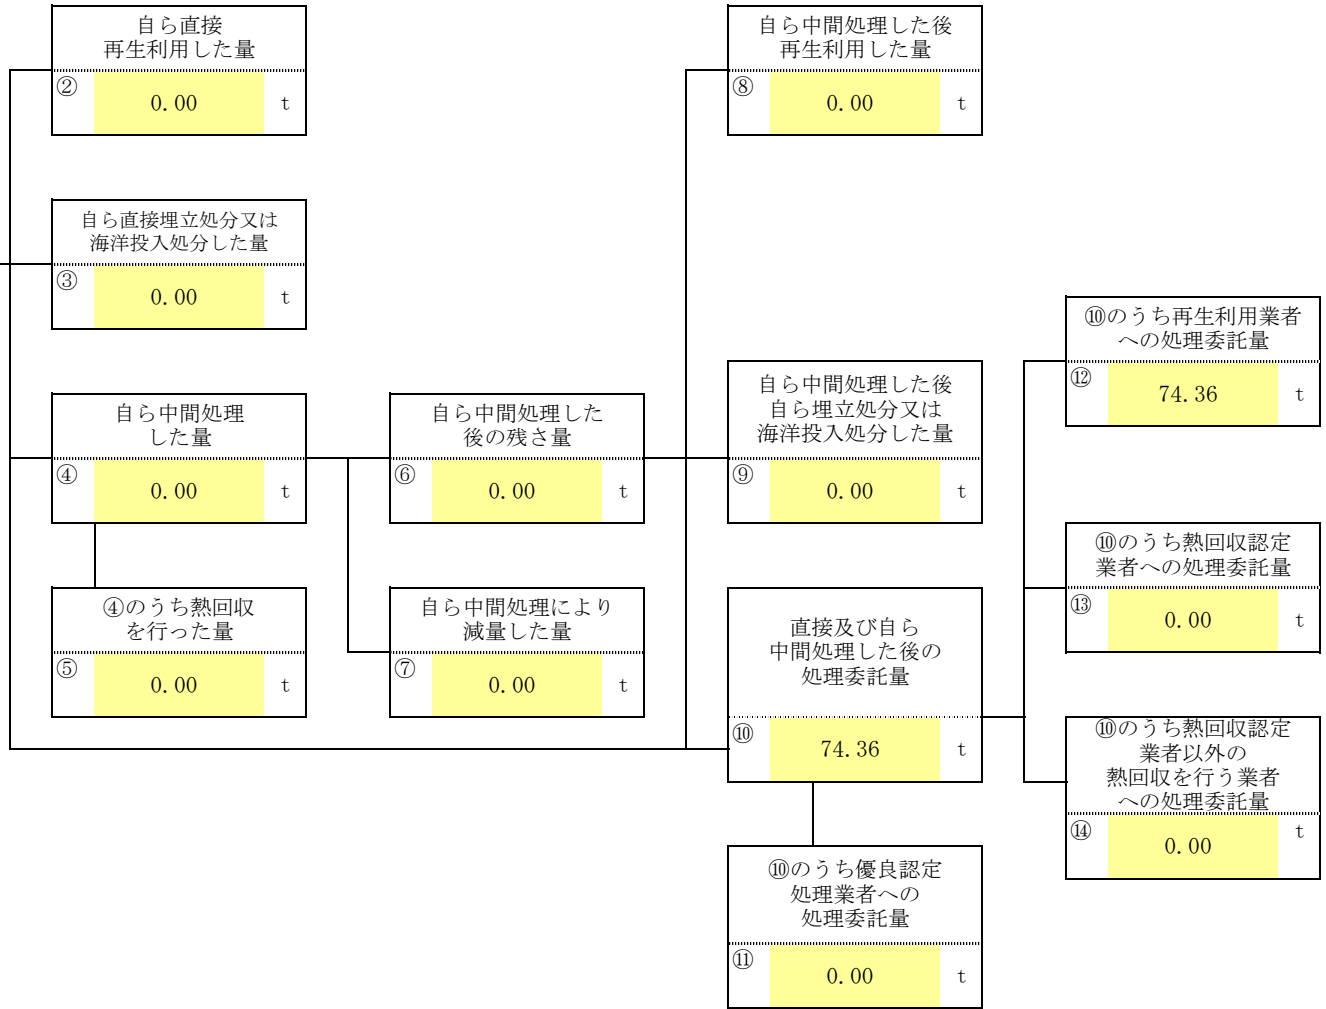 自ら直接
再生利用した量
② 0.00 t
自ら中間処理した後
再生利用した量
⑧ 0.00 t
自ら直接埋立処分又は
海洋投入処分した量
③ 0.00 t
⑩のうち再生利用業者
への処理委託量
⑫ 74.36 t
自ら中間処理
した量
④ 0.00 t
自ら中間処理した
後の残さ量
⑥ 0.00 t
自ら中間処理した後
自ら埋立処分又は
海洋投入処分した量
⑨ 0.00 t
⑩のうち熱回収認定
業者への処理委託量
⑬ 0.00 t
④のうち熱回収
を行った量
⑤ 0.00 t
自ら中間処理により
減量した量
⑦ 0.00 t
直接及び自ら
中間処理した後の
処理委託量
⑩ 74.36 t
⑩のうち熱回収認定
業者以外の
熱回収を行う業者
への処理委託量
⑭ 0.00 t
⑩のうち優良認定
処理業者への
処理委託量
⑪ 0.00 t